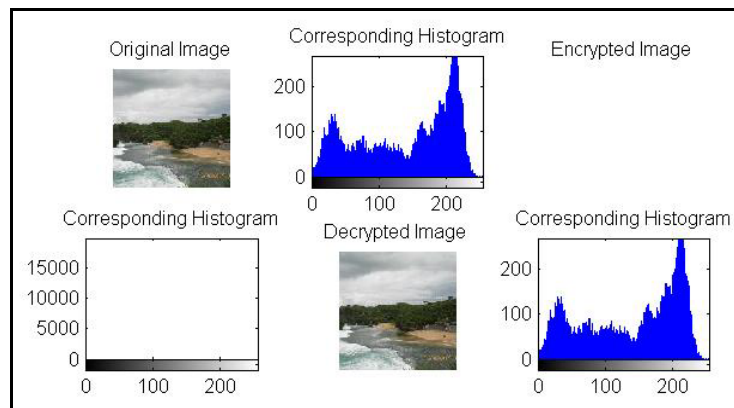 Original Image
Corresponding Histogram
Encrypted Image
200
100
0
0 100 200
Corresponding Histogram
Decrypted Image
Corresponding Histogram
15000
10000
5000
0
0 100 200
200
100
0
0 100 200